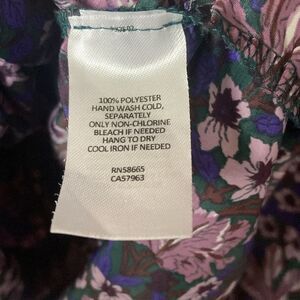 100% POLYESTER
HAND WASH COLD,
SEPARATELY
ONLY NON-CHLORINE
BLEACH IF NEEDED
HANG TO DRY
COOL IRON IF NEEDED
RN58665
CA57963